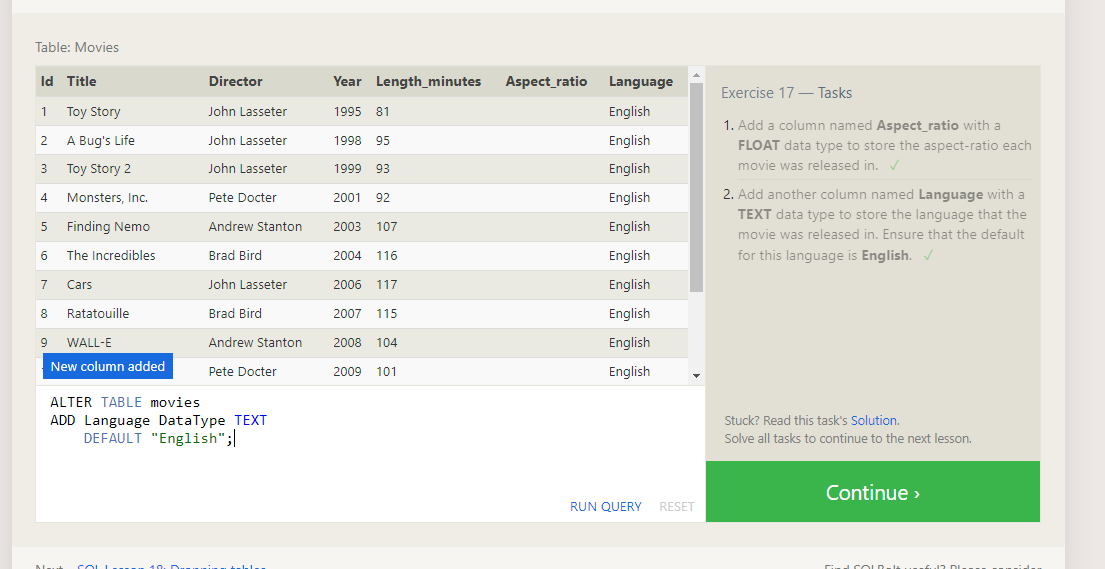 Table: Movies
Id Title Director Year Length_minutes Aspect_ratio Language
1 Toy Story John Lasseter 1995 81 English
2 A Bug's Life John Lasseter 1998 95 English
3 Toy Story 2 John Lasseter 1999 93 English
4 Monsters, Inc. Pete Docter 2001 92 English
5 Finding Nemo Andrew Stanton 2003 107 English
6 The Incredibles Brad Bird 2004 116 English
7 Cars John Lasseter 2006 117 English
8 Ratatouille Brad Bird 2007 115 English
9 WALL-E Andrew Stanton 2008 104 English
Pete Docter 2009 101 English
New column added
ALTER TABLE movies
ADD Language DataType TEXT
DEFAULT "English";
RUN QUERY RESET
Exercise 17 — Tasks
1. Add a column named Aspect_ratio with a
FLOAT data type to store the aspect-ratio each
movie was released in. ✓
2. Add another column named Language with a
TEXT data type to store the language that the
movie was released in. Ensure that the default
for this language is English. ✓
Stuck? Read this task's Solution.
Solve all tasks to continue to the next lesson.
Continue ›
Next – SQL Lesson 18: Dropping tables
Find SQLBolt useful? Please consider